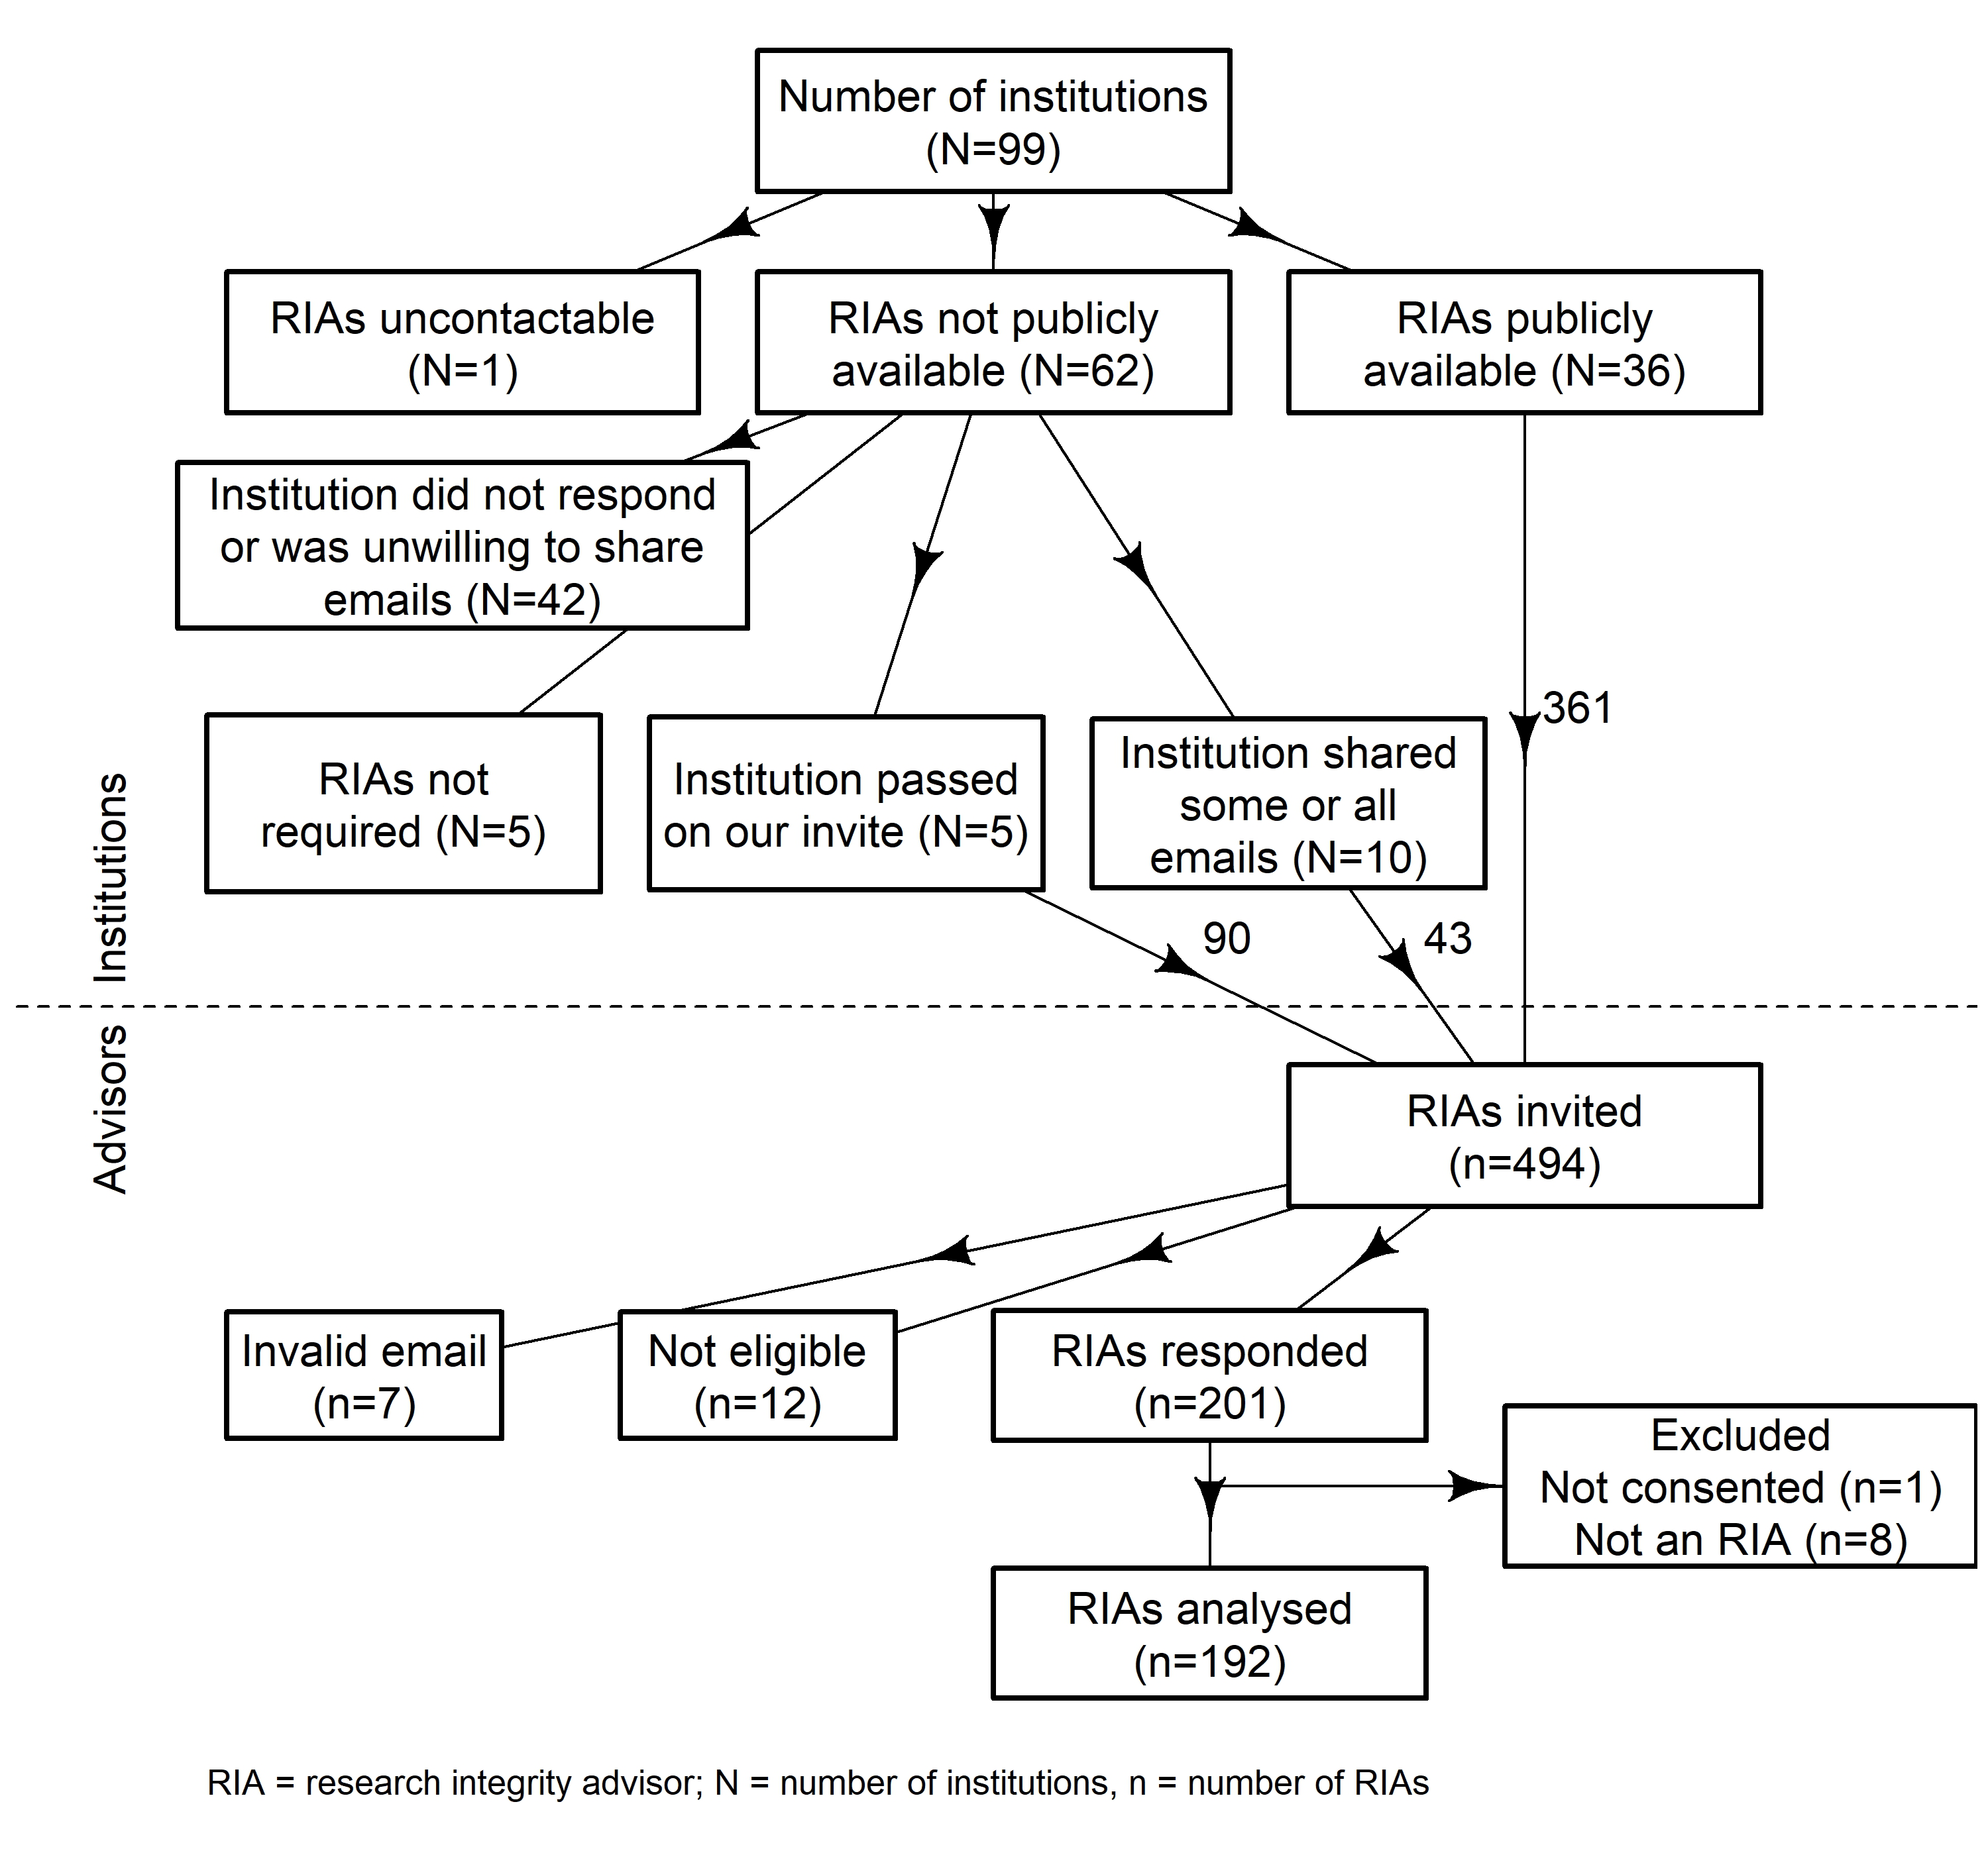 Number of institutions
(N=99)
RIAs uncontactable
(N=1)
RIAs not publicly
available (N=62)
RIAs publicly
available (N=36)
Institution did not respond
or was unwilling to share
emails (N=42)
361
RIAs not
required (N=5)
Institution passed
on our invite (N=5)
Institution shared
some or all
emails (N=10)
Institutions
90
43
Advisors
RIAs invited
(n=494)
Invalid email
(n=7)
Not eligible
(n=12)
RIAs responded
(n=201)
Excluded
Not consented (n=1)
Not an RIA (n=8)
RIAs analysed
(n=192)
RIA = research integrity advisor; N = number of institutions, n = number of RIAs